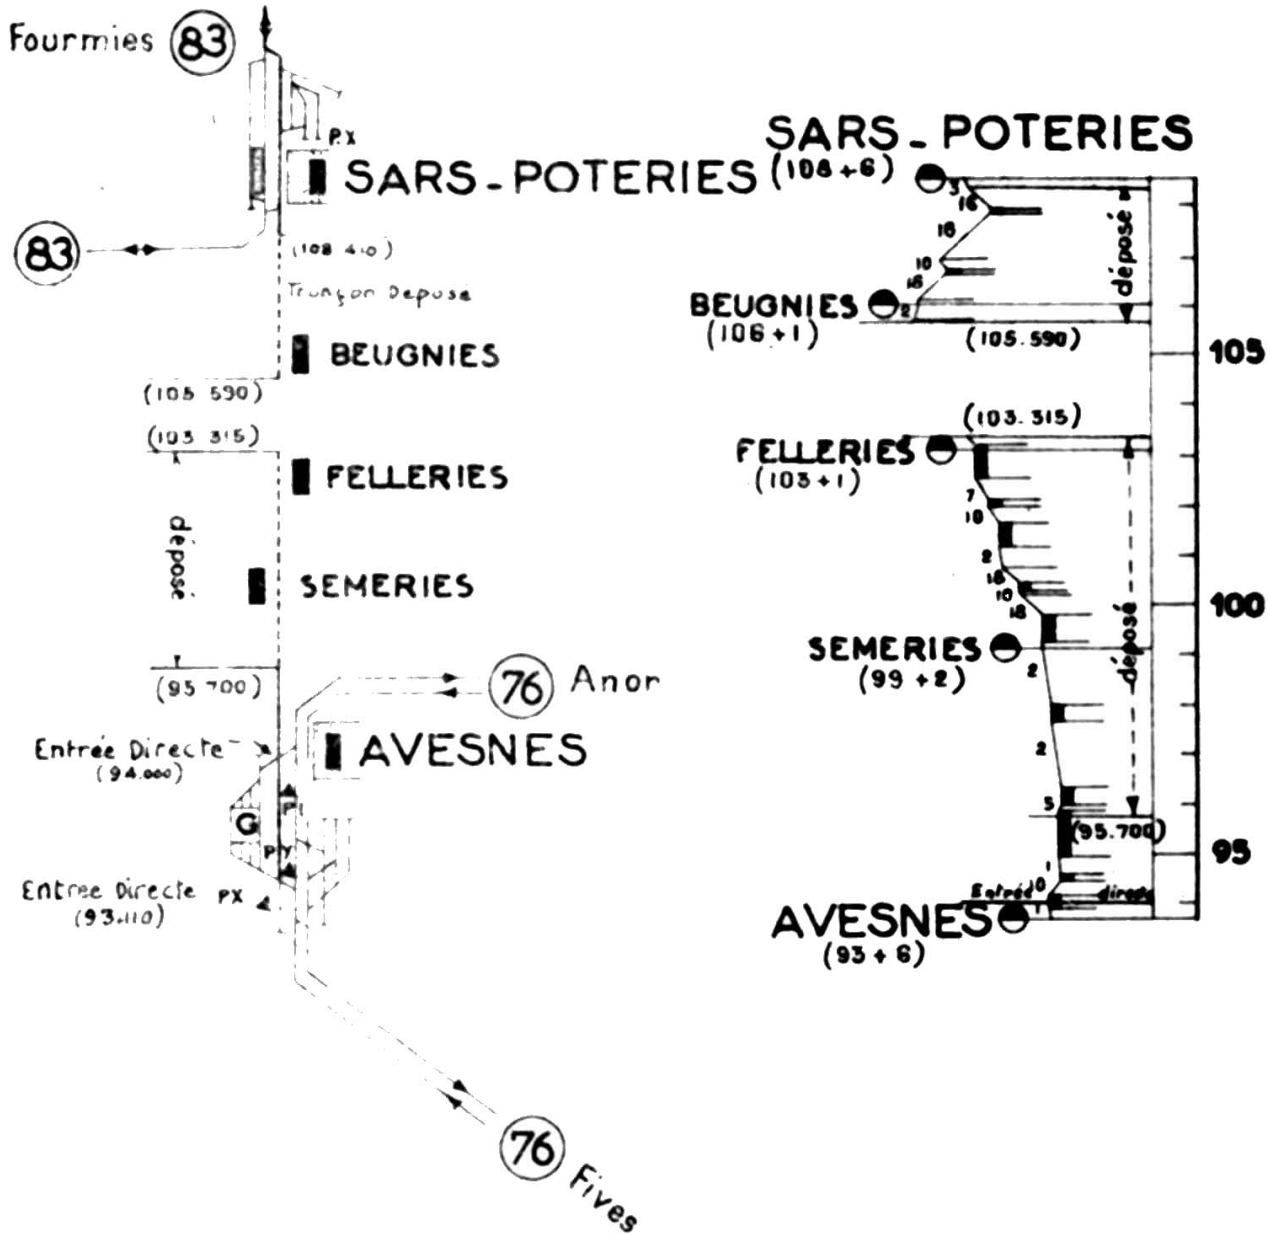 Fourmies 83
PX
SARS-POTERIES
83
(108 410)
Tronçon Déposé
BEUGNIES
(105 590)
(103 315)
FELLERIES
déposé
SEMERIES
(95 700)
76 Anor
Entrée Directe
(94.000)
AVESNES
G
P
PY
Entrée Directe PX
(93.110)
76 Fives
SARS-POTERIES
(108+6)
3
16
16
10
18
déposé
BEUGNIES
(106+1)
2
(105.590)
105
(103.315)
FELLERIES
(103+1)
7
10
2
16
10
18
100
déposé
SEMERIES
(99+2)
2
2
5
(95.700)
95
1
0
Entrée directe
1
AVESNES
(93+6)